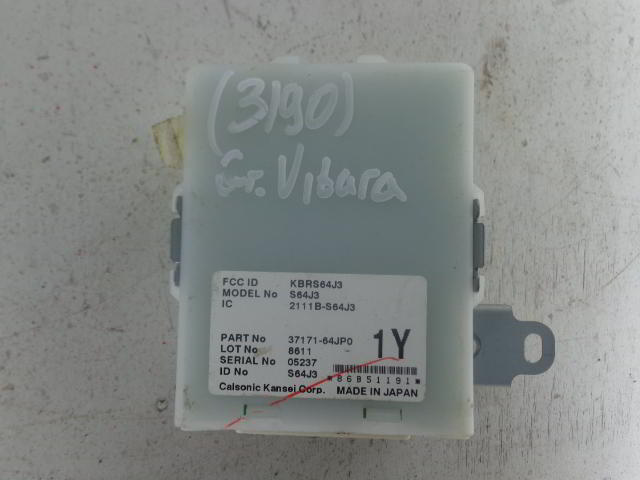 (3190)
Gr. Vitara
FCC ID KBRS64J3
MODEL No S64J3
IC 2111B-S64J3
PART No 37171-64JP0 1Y
LOT No 8611
SERIAL No 05237
ID No S64J3 *86B51191*
Calsonic Kansei Corp. MADE IN JAPAN